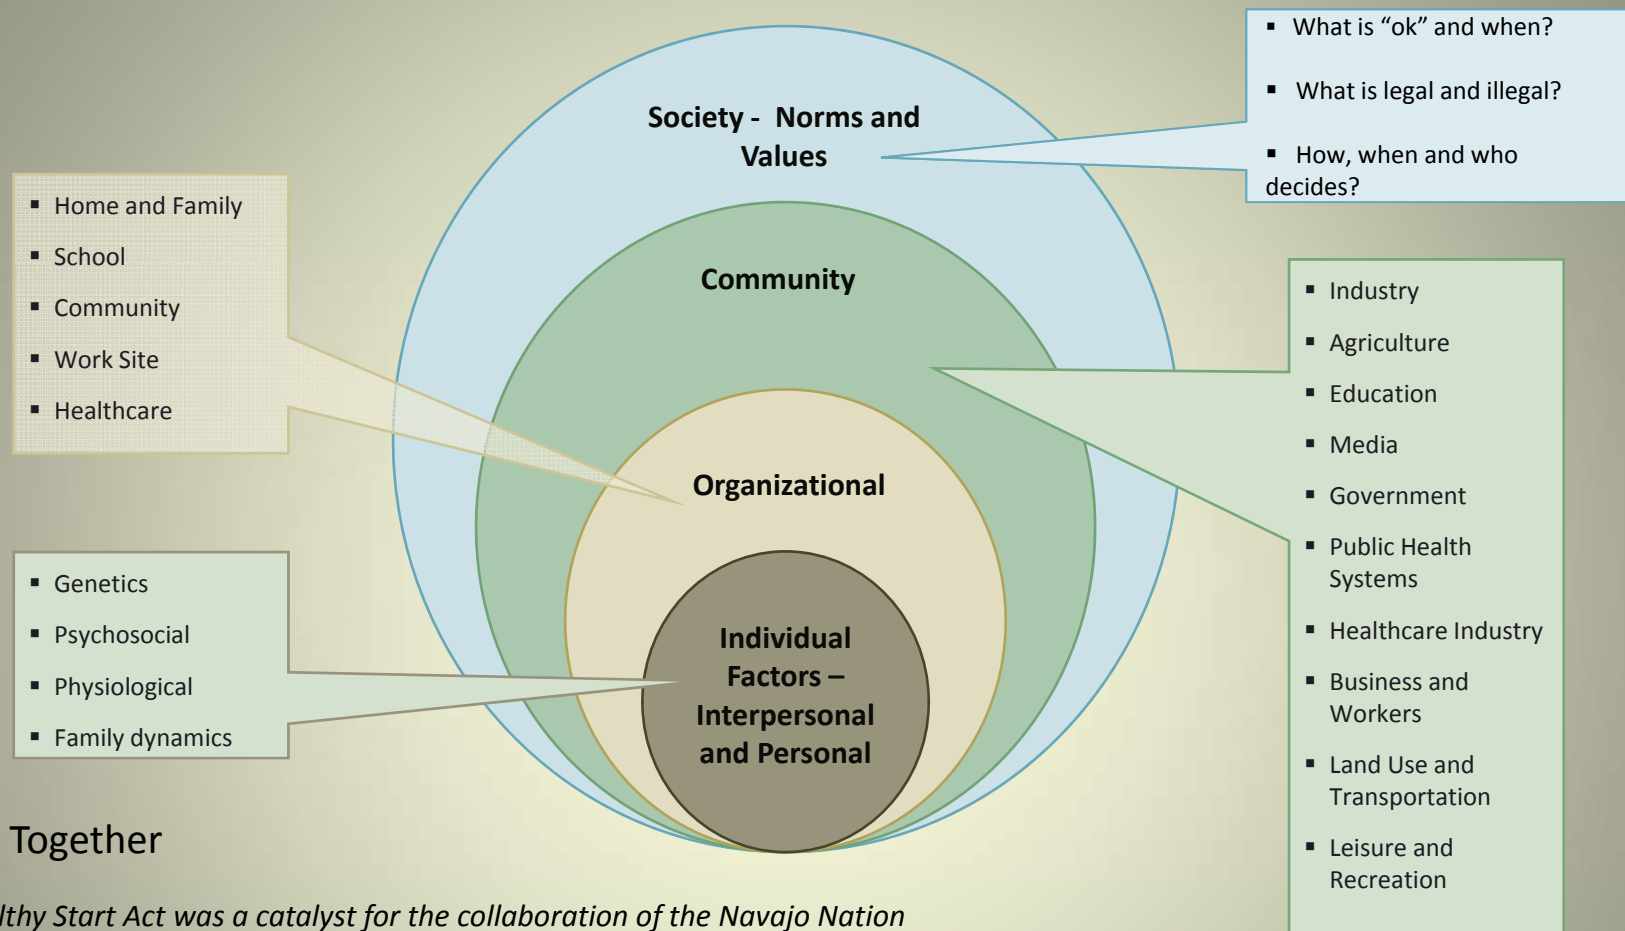 Society -  Norms and
Values
Community
Organizational
Individual
Factors –
Interpersonal
and Personal
▪ What is “ok” and when?
▪ What is legal and illegal?
▪ How, when and who
decides?
▪ Home and Family
▪ School
▪ Community
▪ Work Site
▪ Healthcare
▪ Genetics
▪ Psychosocial
▪ Physiological
▪ Family dynamics
▪ Industry
▪ Agriculture
▪ Education
▪ Media
▪ Government
▪ Public Health
Systems
▪ Healthcare Industry
▪ Business and
Workers
▪ Land Use and
Transportation
▪ Leisure and
Recreation
Together
lthy Start Act was a catalyst for the collaboration of the Navajo Nation